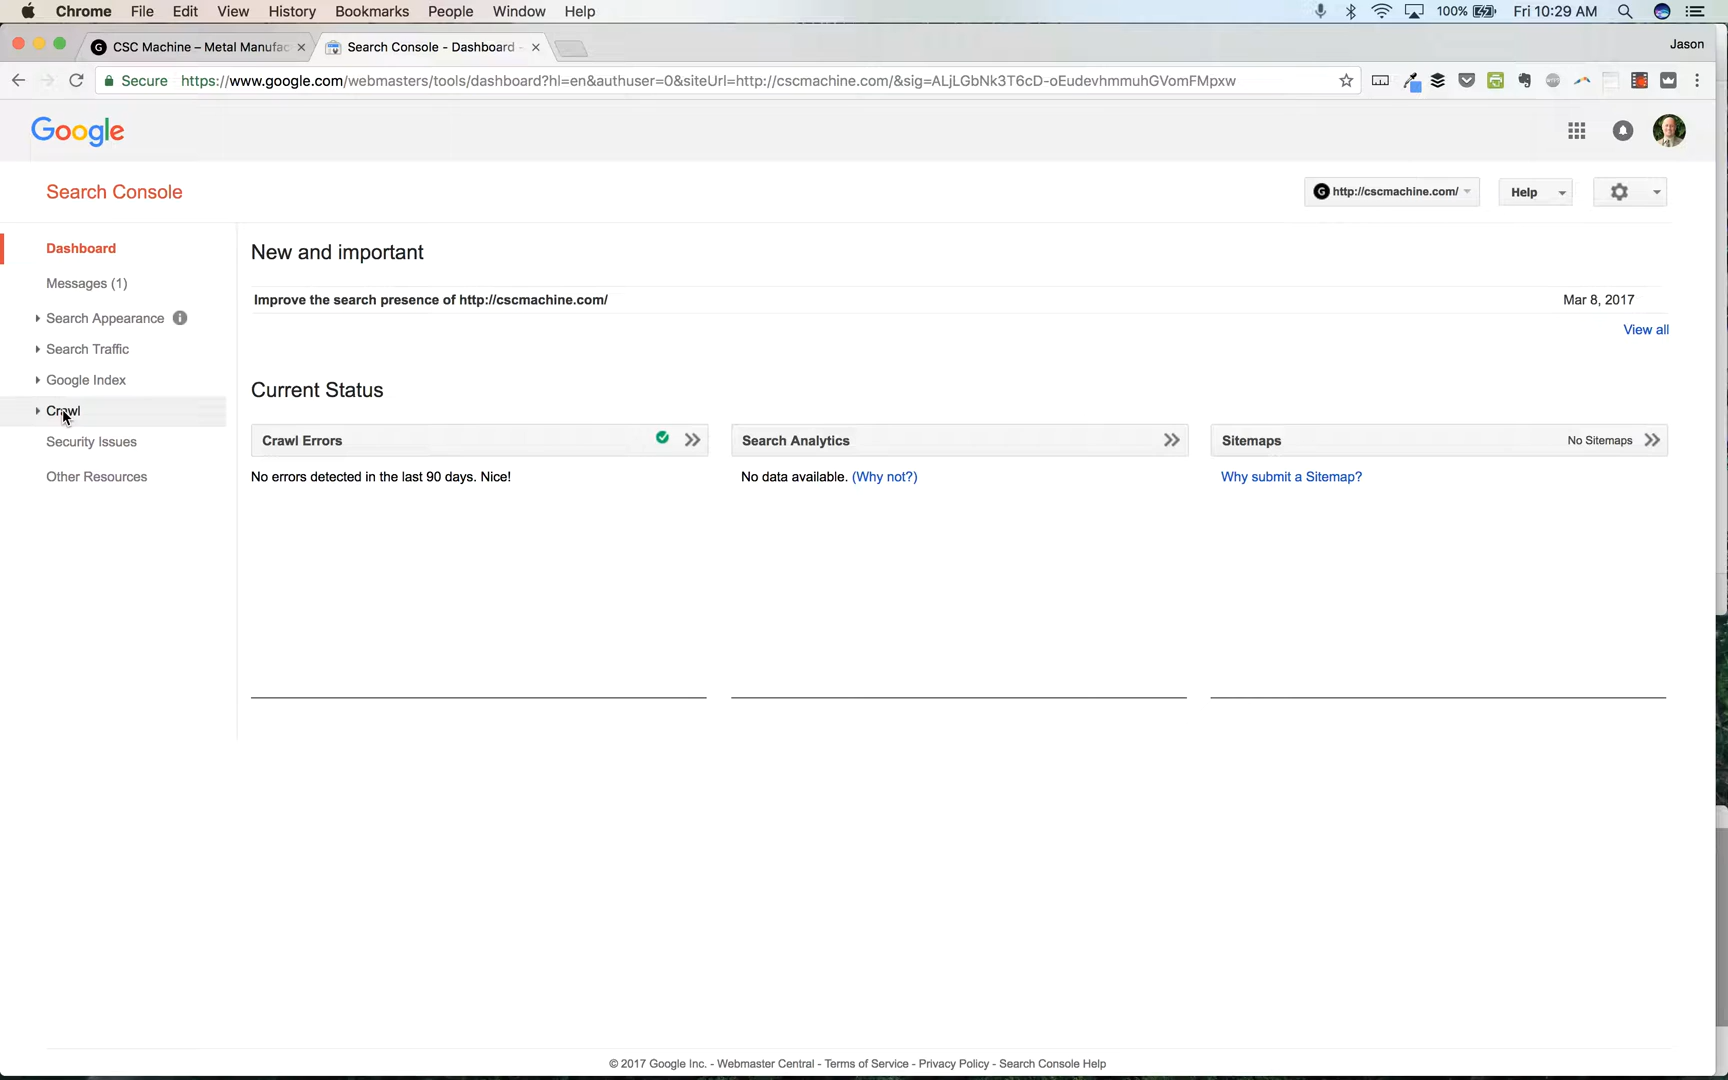 Chrome File Edit View History Bookmarks People Window Help 100% Fri 10:29 AM
CSC Machine – Metal Manufac Search Console - Dashboard - Jason
Secure https://www.google.com/webmasters/tools/dashboard?hl=en&authuser=0&siteUrl=http://cscmachine.com/&sig=ALjLGbNk3T6cD-oEudevhmmuhGVomFMpxw
Google
Search Console G http://cscmachine.com/ Help
Dashboard
Messages (1)
Search Appearance i
Search Traffic
Google Index
Crawl
Security Issues
Other Resources
New and important
Improve the search presence of http://cscmachine.com/ Mar 8, 2017
View all
Current Status
Crawl Errors
No errors detected in the last 90 days. Nice!
Search Analytics
No data available. (Why not?)
Sitemaps No Sitemaps
Why submit a Sitemap?
© 2017 Google Inc. - Webmaster Central - Terms of Service - Privacy Policy - Search Console Help